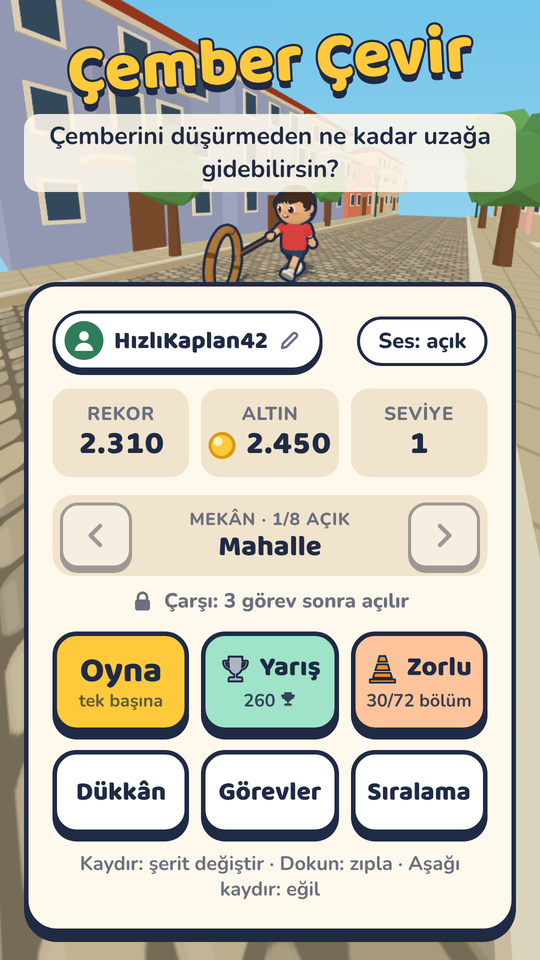 Çember Çevir
Çemberini düşürmeden ne kadar uzağa
gidebilirsin?
HızlıKaplan42
Ses: açık
REKOR
2.310
ALTIN
2.450
SEVİYE
1
MEKÂN · 1/8 AÇIK
Mahalle
Çarşı: 3 görev sonra açılır
Oyna
tek başına
Yarış
260
Zorlu
30/72 bölüm
Dükkân
Görevler
Sıralama
Kaydır: şerit değiştir · Dokun: zıpla · Aşağı
kaydır: eğil